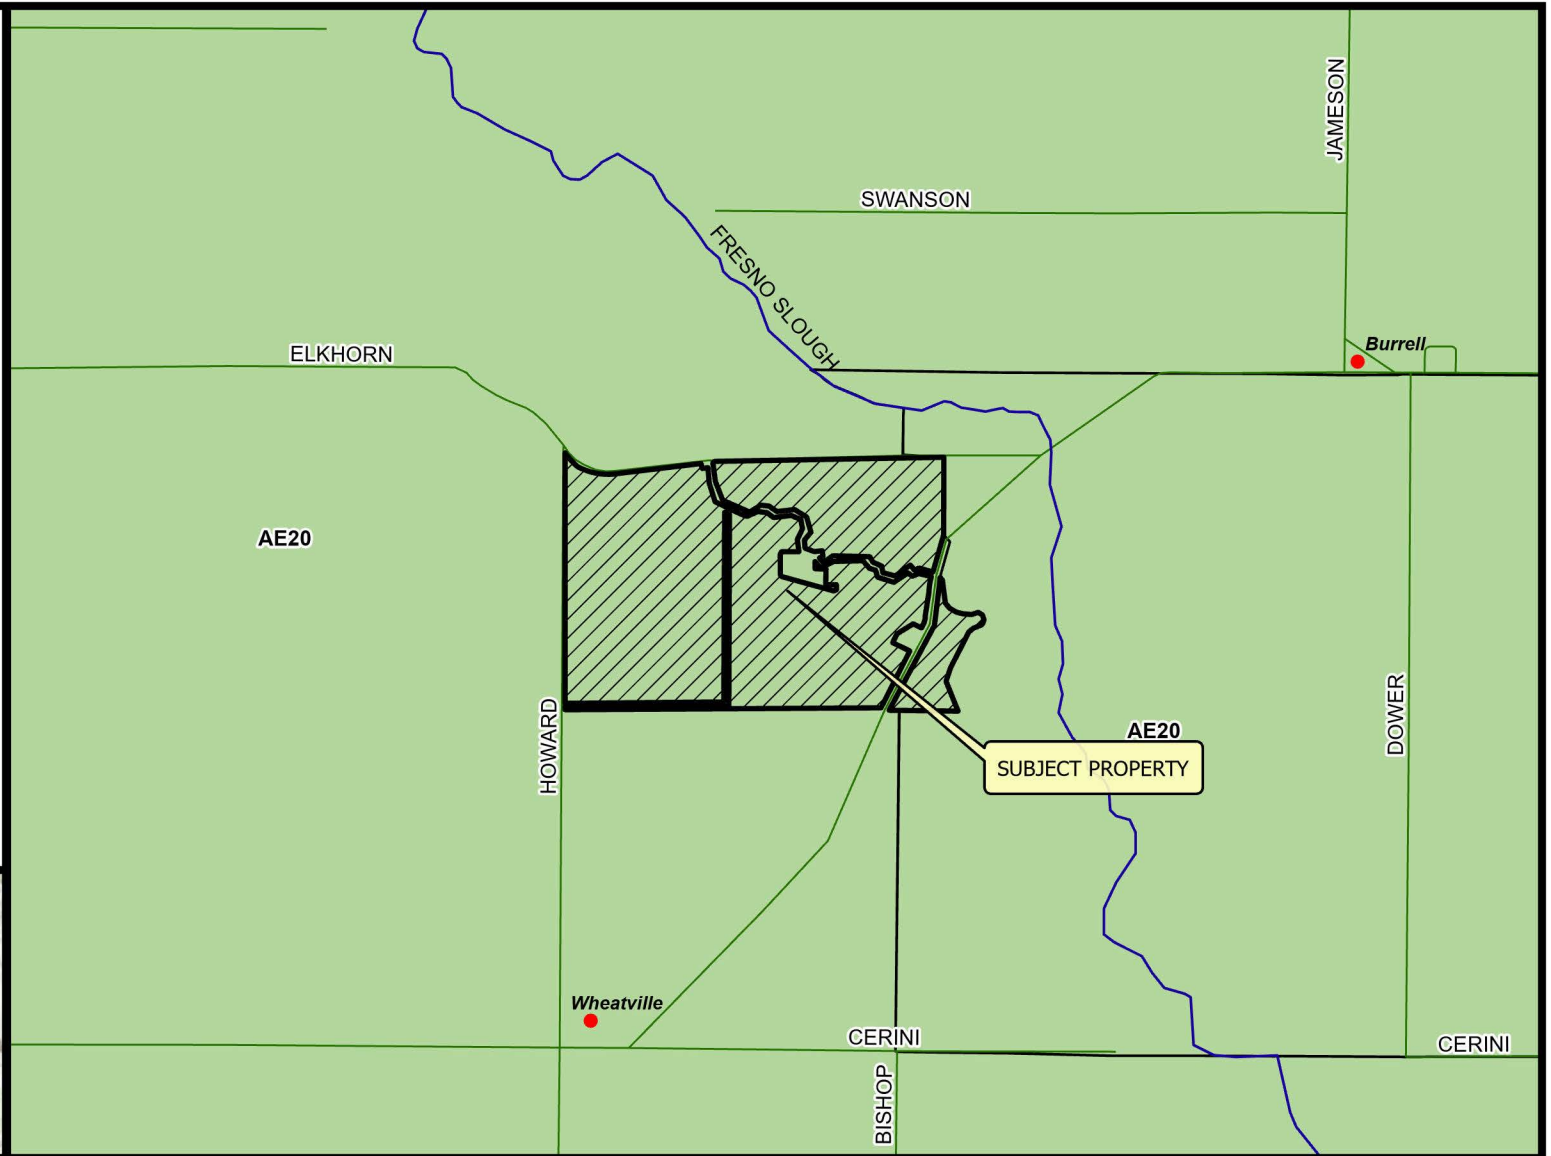 JAMESON
SWANSON
FRESNO SLOUGH
Burrell
ELKHORN
AE20
HOWARD
DOWER
AE20
SUBJECT PROPERTY
Wheatville
CERINI
CERINI
BISHOP